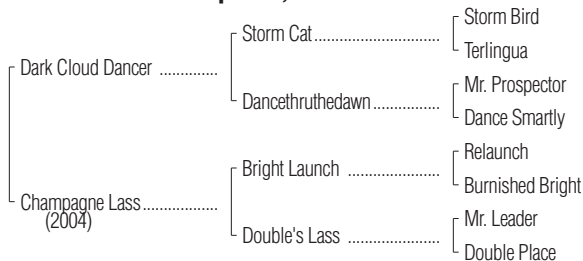 Storm Bird
Storm Cat
Terlingua
Dark Cloud Dancer
Mr. Prospector
Dancethruthedawn
Dance Smartly
Relaunch
Bright Launch
Burnished Bright
Champagne Lass
(2004)
Mr. Leader
Double's Lass
Double Place